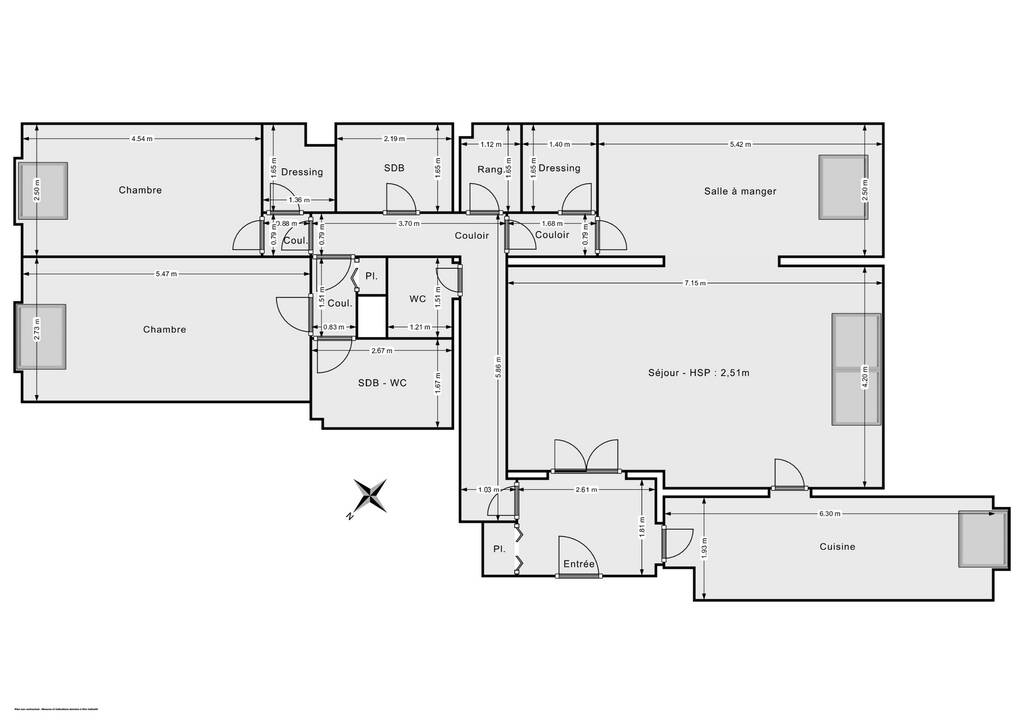 4.54 m
2.50 m
Chambre
1.65 m
Dressing
1.36 m
2.19 m
SDB
1.65 m
1.12 m
1.65 m
Rang.
1.40 m
1.65 m
Dressing
5.42 m
2.50 m
Salle à manger
0.88 m
0.79 m
Coul.
0.79 m
3.70 m
Couloir
1.68 m
Couloir
0.79 m
5.47 m
2.73 m
Chambre
1.51 m
Pl.
Coul.
0.83 m
WC
1.51 m
1.21 m
2.67 m
SDB - WC
1.67 m
5.86 m
7.15 m
Séjour - HSP : 2,51m
4.20 m
N
1.03 m
2.61 m
1.81 m
Pl.
Entrée
6.30 m
1.93 m
Cuisine